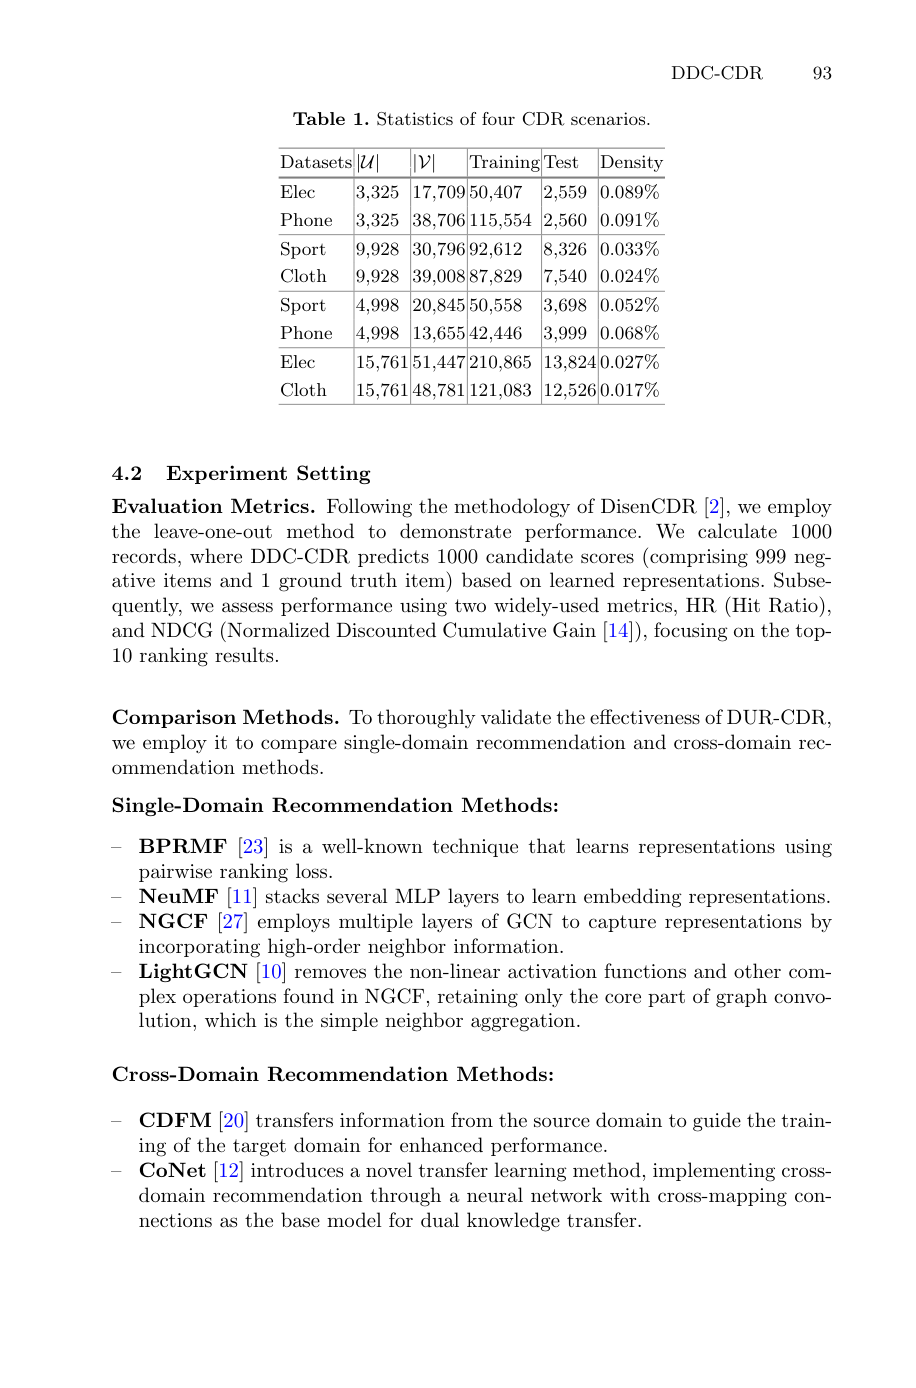 DDC-CDR 93
Table 1. Statistics of four CDR scenarios.
Datasets |𝒰| |𝒱| Training Test Density
Elec 3,325 17,709 50,407 2,559 0.089%
Phone 3,325 38,706 115,554 2,560 0.091%
Sport 9,928 30,796 92,612 8,326 0.033%
Cloth 9,928 39,008 87,829 7,540 0.024%
Sport 4,998 20,845 50,558 3,698 0.052%
Phone 4,998 13,655 42,446 3,999 0.068%
Elec 15,761 51,447 210,865 13,824 0.027%
Cloth 15,761 48,781 121,083 12,526 0.017%
4.2 Experiment Setting
Evaluation Metrics. Following the methodology of DisenCDR [2], we employ
the leave-one-out method to demonstrate performance. We calculate 1000
records, where DDC-CDR predicts 1000 candidate scores (comprising 999 neg-
ative items and 1 ground truth item) based on learned representations. Subse-
quently, we assess performance using two widely-used metrics, HR (Hit Ratio),
and NDCG (Normalized Discounted Cumulative Gain [14]), focusing on the top-
10 ranking results.
Comparison Methods. To thoroughly validate the effectiveness of DUR-CDR,
we employ it to compare single-domain recommendation and cross-domain rec-
ommendation methods.
Single-Domain Recommendation Methods:
– BPRMF [23] is a well-known technique that learns representations using
pairwise ranking loss.
– NeuMF [11] stacks several MLP layers to learn embedding representations.
– NGCF [27] employs multiple layers of GCN to capture representations by
incorporating high-order neighbor information.
– LightGCN [10] removes the non-linear activation functions and other com-
plex operations found in NGCF, retaining only the core part of graph convo-
lution, which is the simple neighbor aggregation.
Cross-Domain Recommendation Methods:
– CDFM [20] transfers information from the source domain to guide the train-
ing of the target domain for enhanced performance.
– CoNet [12] introduces a novel transfer learning method, implementing cross-
domain recommendation through a neural network with cross-mapping con-
nections as the base model for dual knowledge transfer.